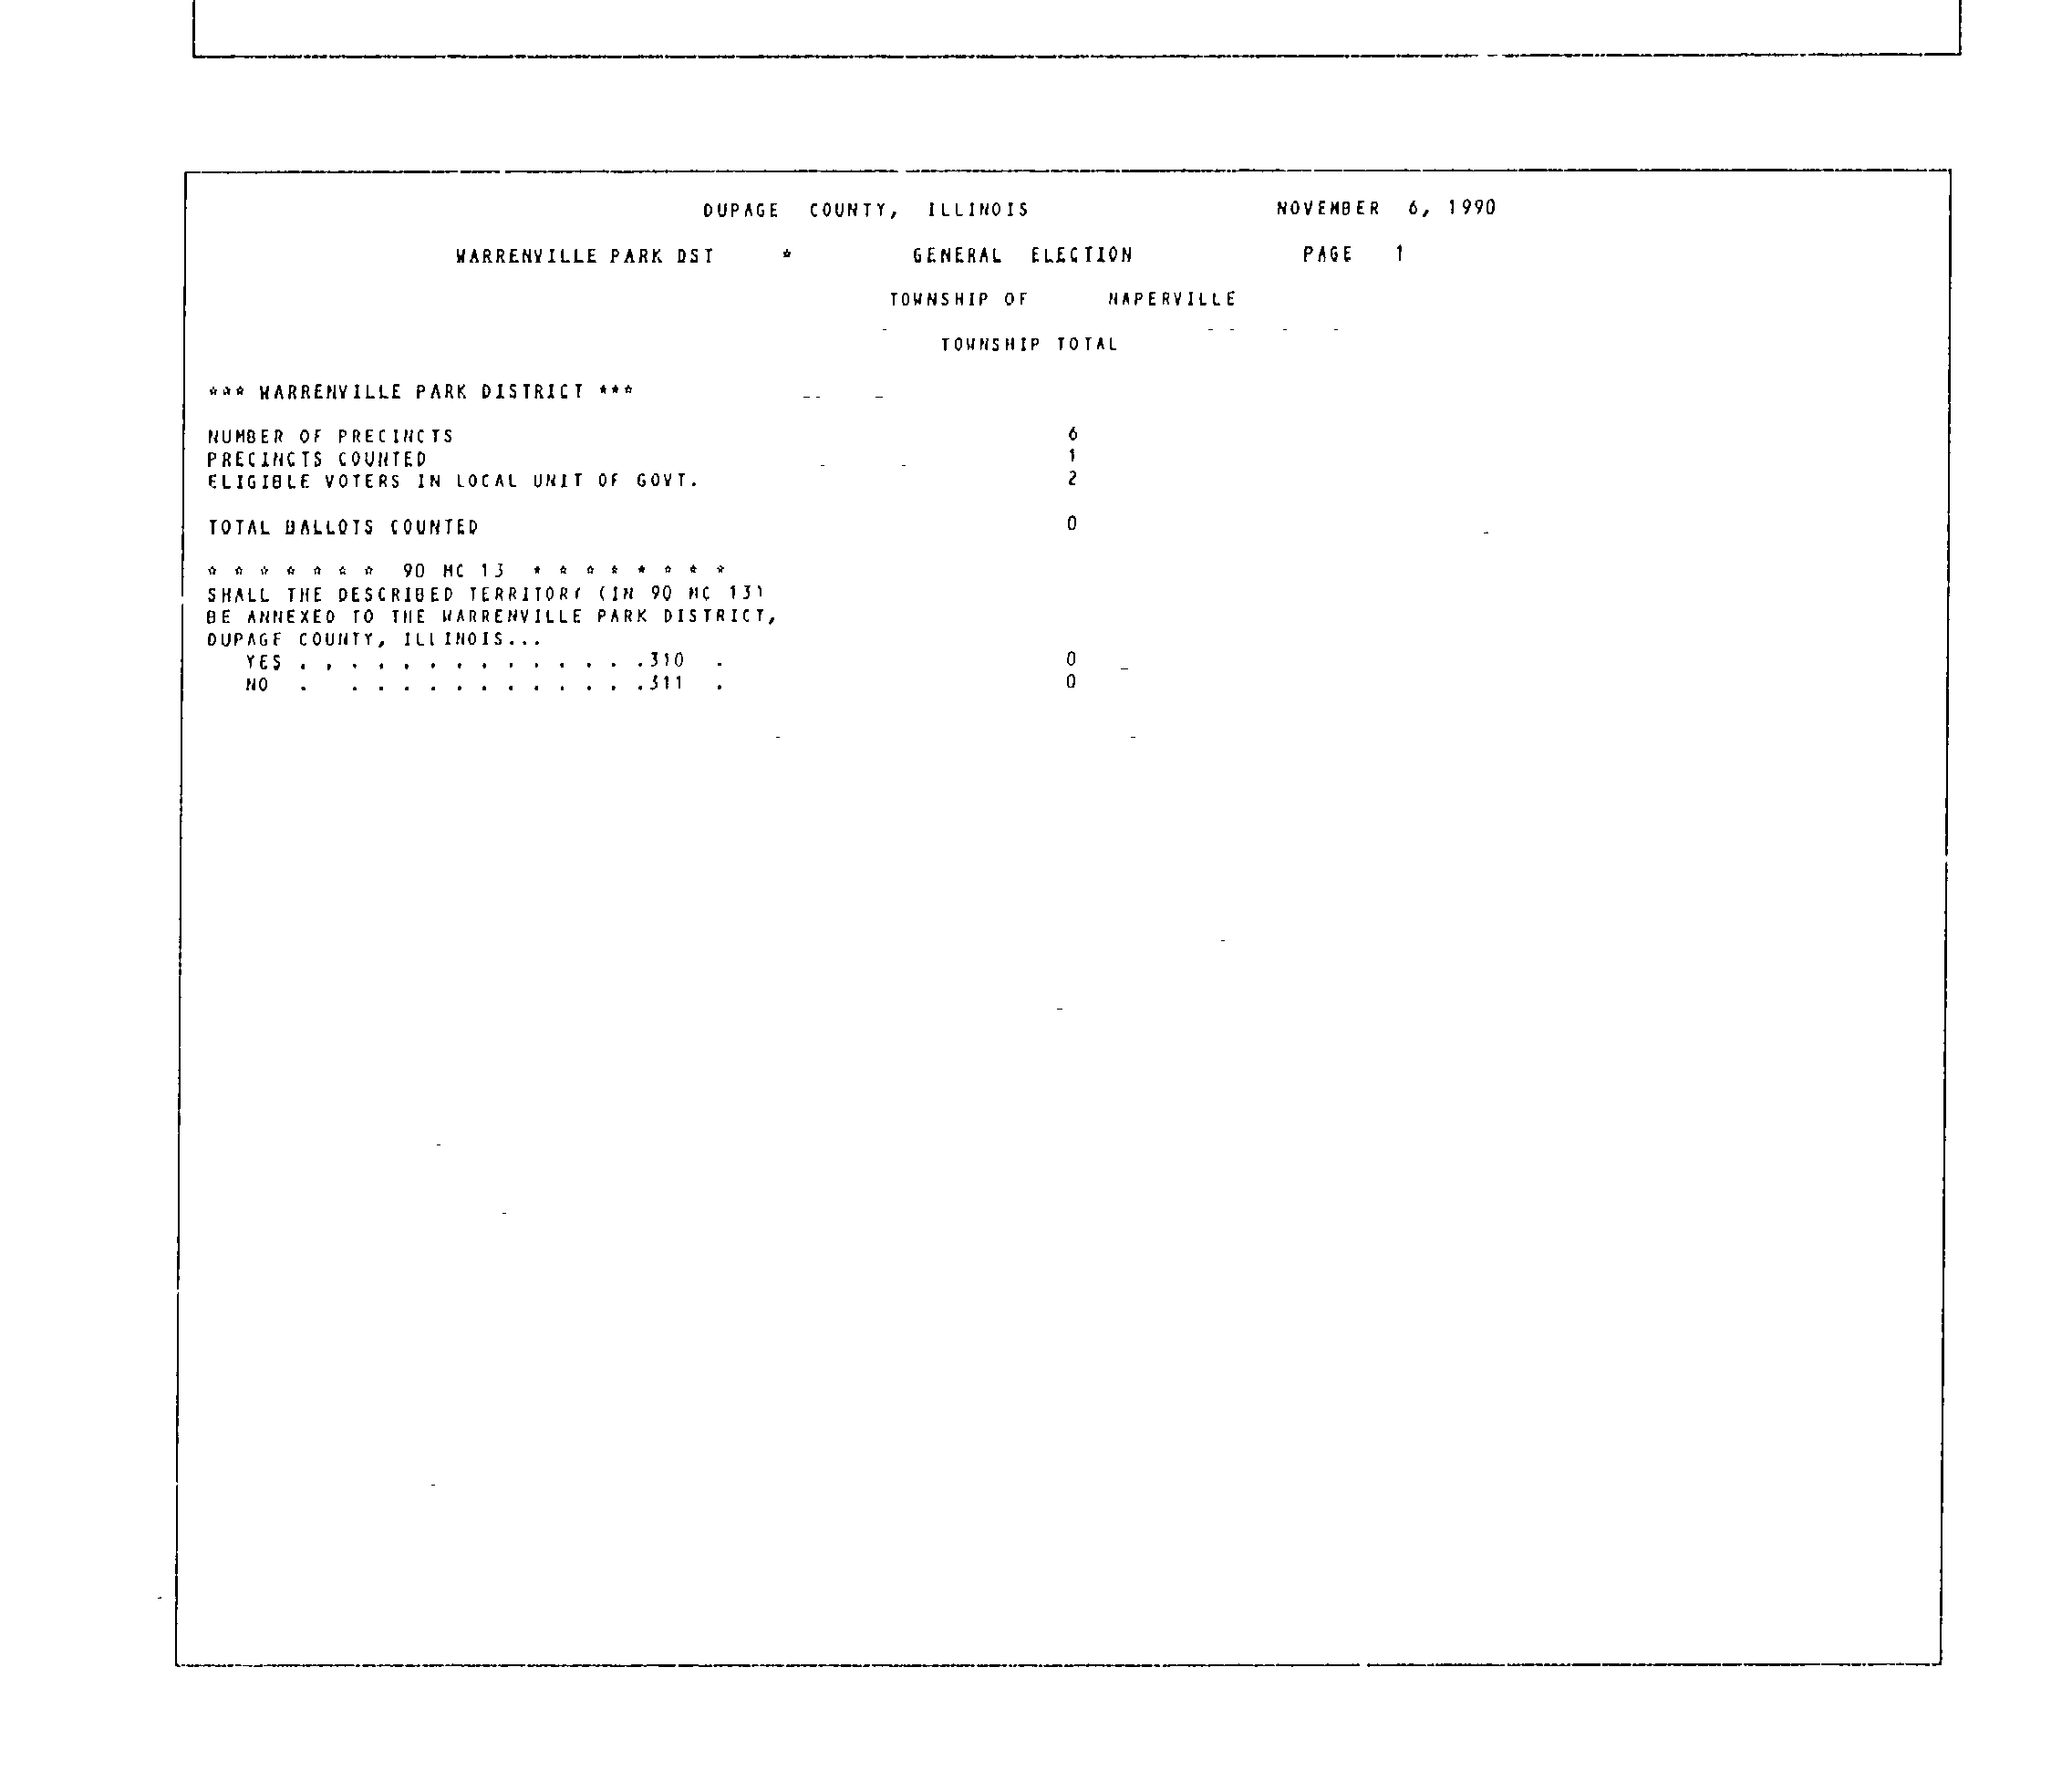 DUPAGE COUNTY, ILLINOIS NOVEMBER 6, 1990
WARRENVILLE PARK DST * GENERAL ELECTION PAGE 1
TOWNSHIP OF NAPERVILLE
TOWNSHIP TOTAL
*** WARRENVILLE PARK DISTRICT ***
NUMBER OF PRECINCTS 6
PRECINCTS COUNTED 1
ELIGIBLE VOTERS IN LOCAL UNIT OF GOVT. 2
TOTAL BALLOTS COUNTED 0
* * * * * * * 90 MC 13 * * * * * * * *
SHALL THE DESCRIBED TERRITORY (IN 90 MC 13)
BE ANNEXED TO THE WARRENVILLE PARK DISTRICT,
DUPAGE COUNTY, ILLINOIS...
YES . . . . . . . . . . . . . .310 . 0
NO . . . . . . . . . . . . .311 . 0